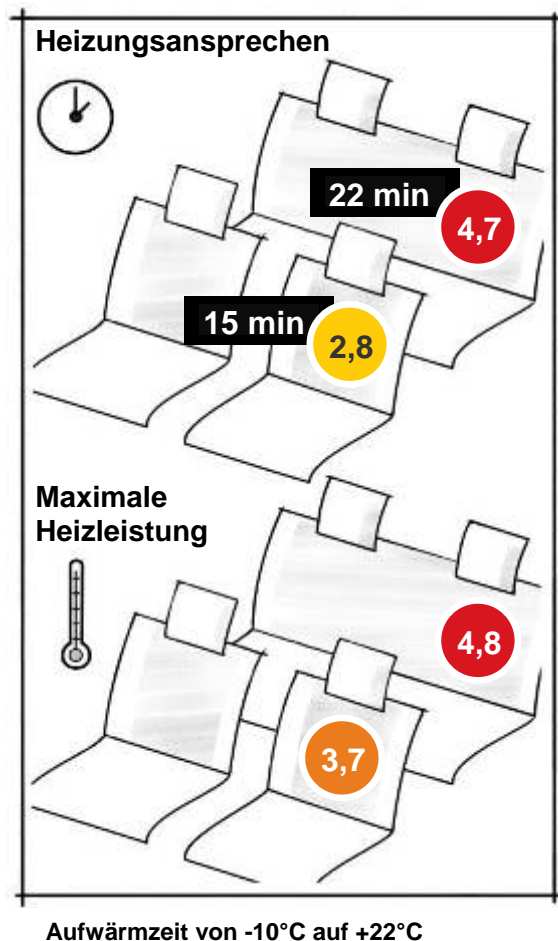 Heizungsansprechen
22 min
4,7
15 min
2,8
Maximale
Heizleistung
4,8
3,7
Aufwärmzeit von -10°C auf +22°C